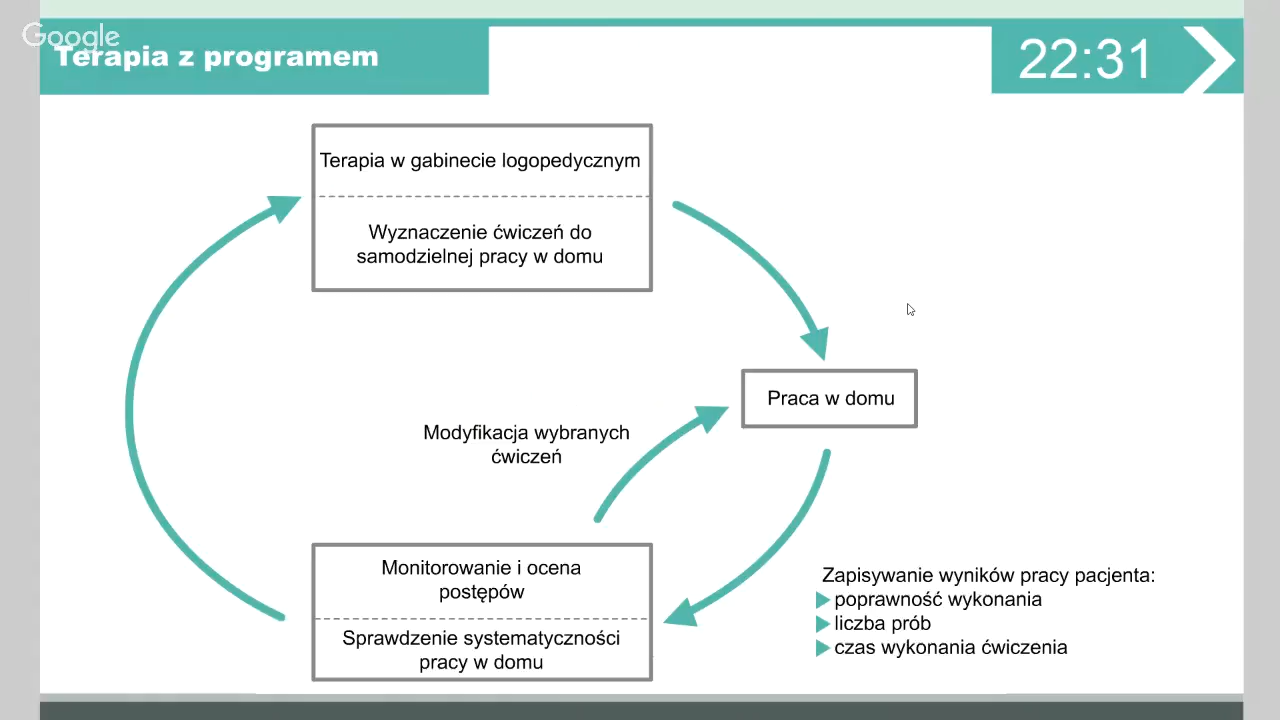 Google
Terapia z programem
22:31
Terapia w gabinecie logopedycznym
Wyznaczenie ćwiczeń do
samodzielnej pracy w domu
Praca w domu
Modyfikacja wybranych
ćwiczeń
Monitorowanie i ocena
postępów
Sprawdzenie systematyczności
pracy w domu
Zapisywanie wyników pracy pacjenta:
poprawność wykonania
liczba prób
czas wykonania ćwiczenia